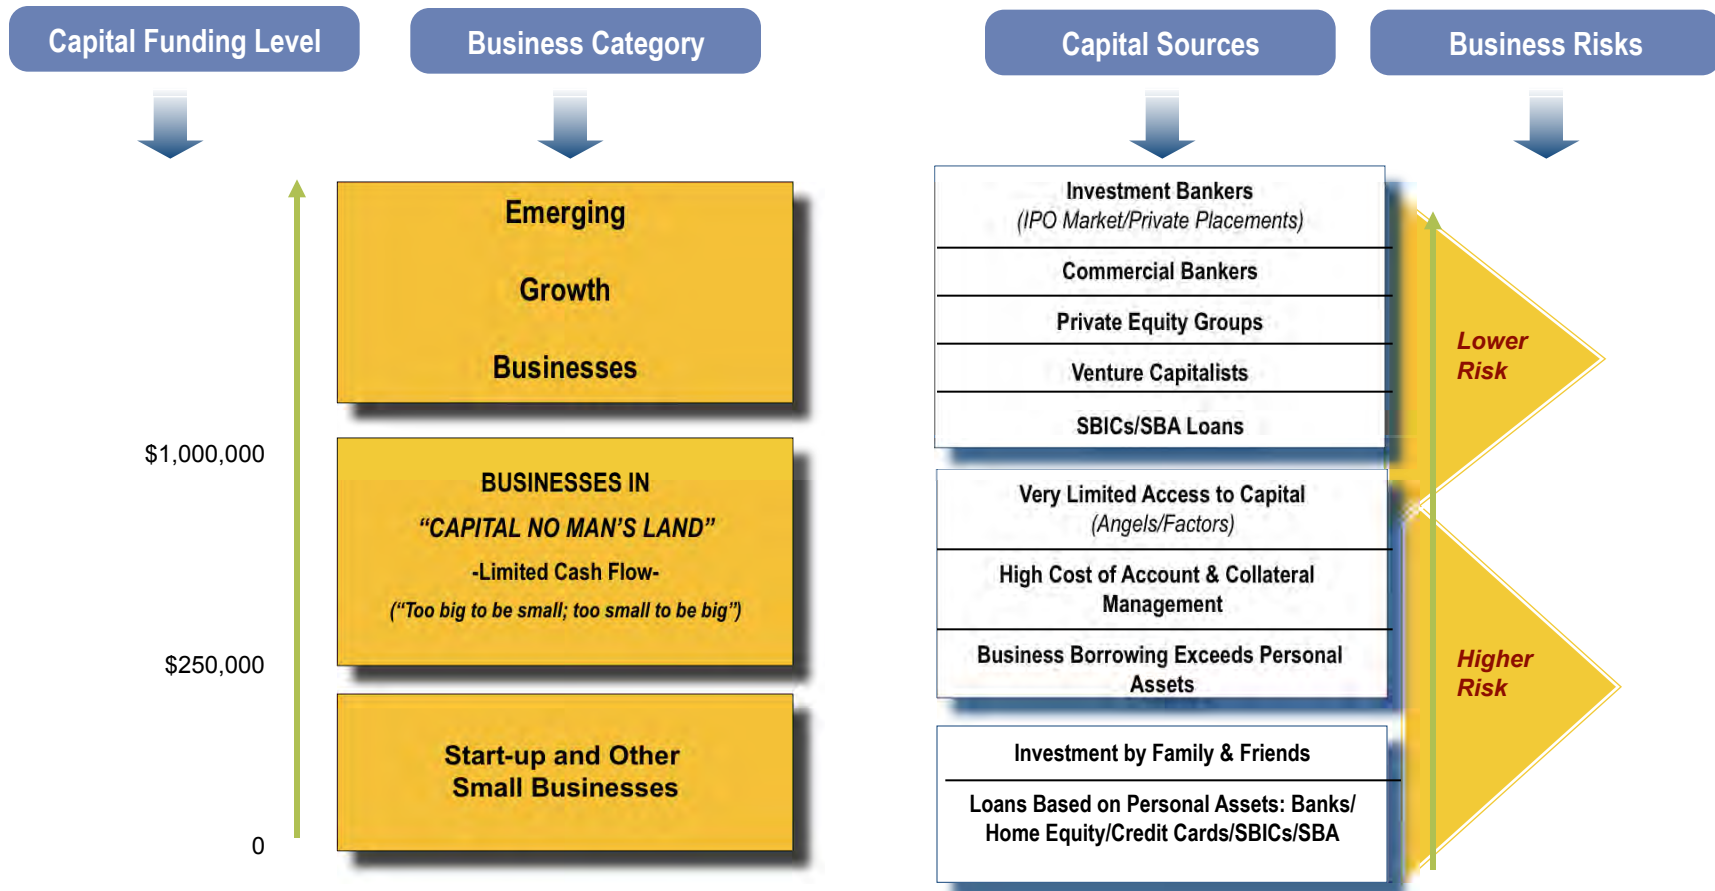 Capital Funding Level
Business Category
Capital Sources
Business Risks
Emerging
Growth
Businesses
$1,000,000
BUSINESSES IN
“CAPITAL NO MAN’S LAND”
-Limited Cash Flow-
(“Too big to be small; too small to be big”)
$250,000
Start-up and Other
Small Businesses
0
Investment Bankers
(IPO Market/Private Placements)
Commercial Bankers
Private Equity Groups
Venture Capitalists
SBICs/SBA Loans
Very Limited Access to Capital
(Angels/Factors)
High Cost of Account & Collateral
Management
Business Borrowing Exceeds Personal
Assets
Investment by Family & Friends
Loans Based on Personal Assets: Banks/
Home Equity/Credit Cards/SBICs/SBA
Lower
Risk
Higher
Risk